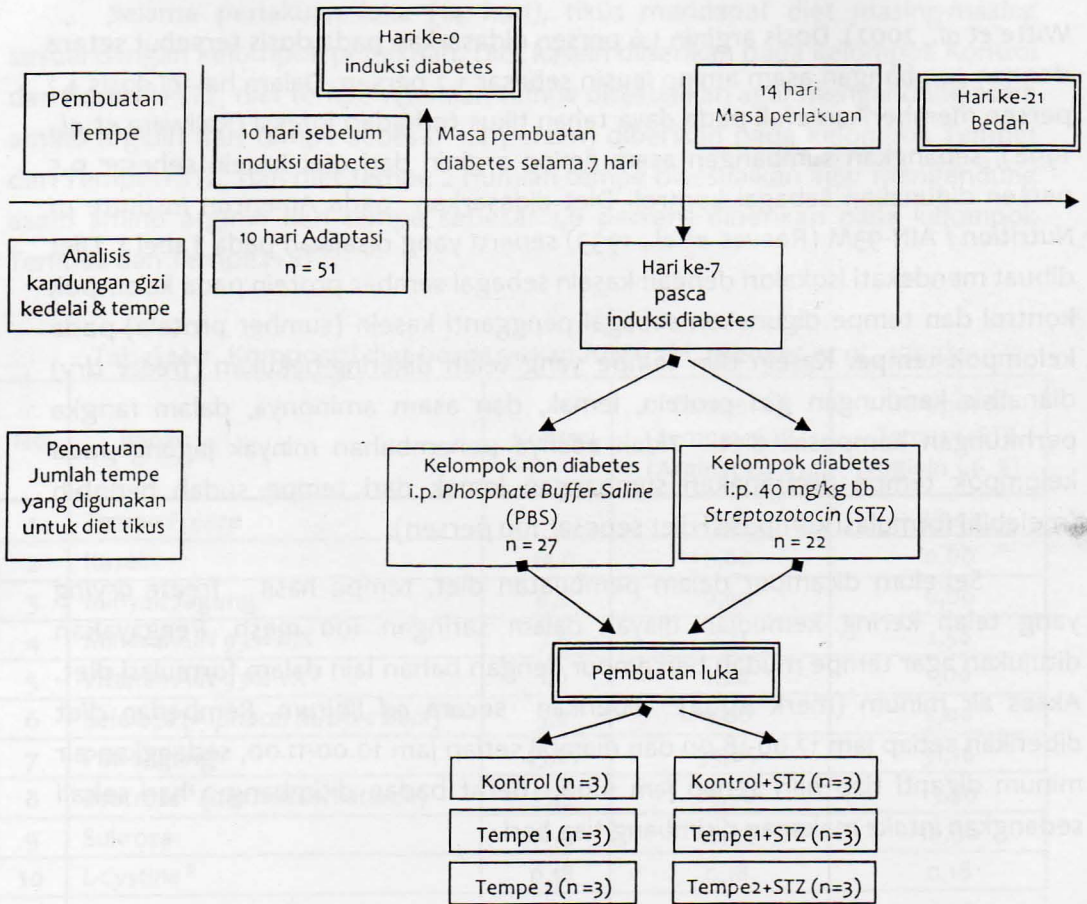 Hari ke-0
induksi diabetes
Pembuatan
Tempe
10 hari sebelum
induksi diabetes
Masa pembuatan
diabetes selama 7 hari
14 hari
Masa perlakuan
Hari ke-21
Bedah
Analisis
kandungan gizi
kedelai & tempe
10 hari Adaptasi
n = 51
Hari ke-7
pasca
induksi diabetes
Penentuan
Jumlah tempe
yang digunakan
untuk diet tikus
Kelompok non diabetes
i.p. Phosphate Buffer Saline
(PBS)
n = 27
Kelompok diabetes
i.p. 40 mg/kg bb
Streptozotocin (STZ)
n = 22
Pembuatan luka
Kontrol (n =3)
Kontrol+STZ (n=3)
Tempe 1 (n =3)
Tempe1+STZ (n=3)
Tempe 2 (n =3)
Tempe2+STZ (n=3)